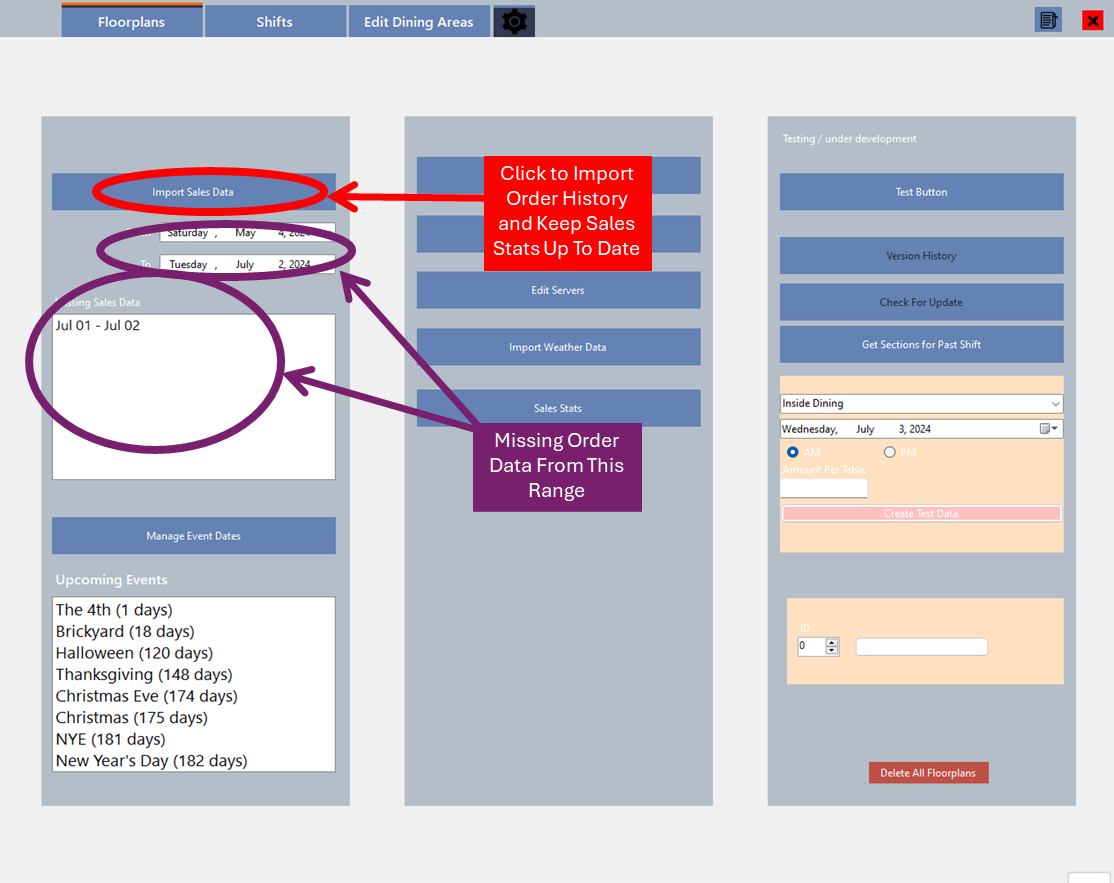 Floorplans
Shifts
Edit Dining Areas
Import Sales Data
Saturday , May 4, 2024
To
Tuesday , July 2, 2024
Missing Sales Data
Jul 01 - Jul 02
Manage Event Dates
Upcoming Events
The 4th (1 days)
Brickyard (18 days)
Halloween (120 days)
Thanksgiving (148 days)
Christmas Eve (174 days)
Christmas (175 days)
NYE (181 days)
New Year's Day (182 days)
Click to Import
Order History
and Keep Sales
Stats Up To Date
Edit Servers
Import Weather Data
Sales Stats
Missing Order
Data From This
Range
Testing / under development
Test Button
Version History
Check For Update
Get Sections for Past Shift
Inside Dining
Wednesday, July 3, 2024
AM
PM
Amount Per Table
Create Test Data
ID
0
Delete All Floorplans